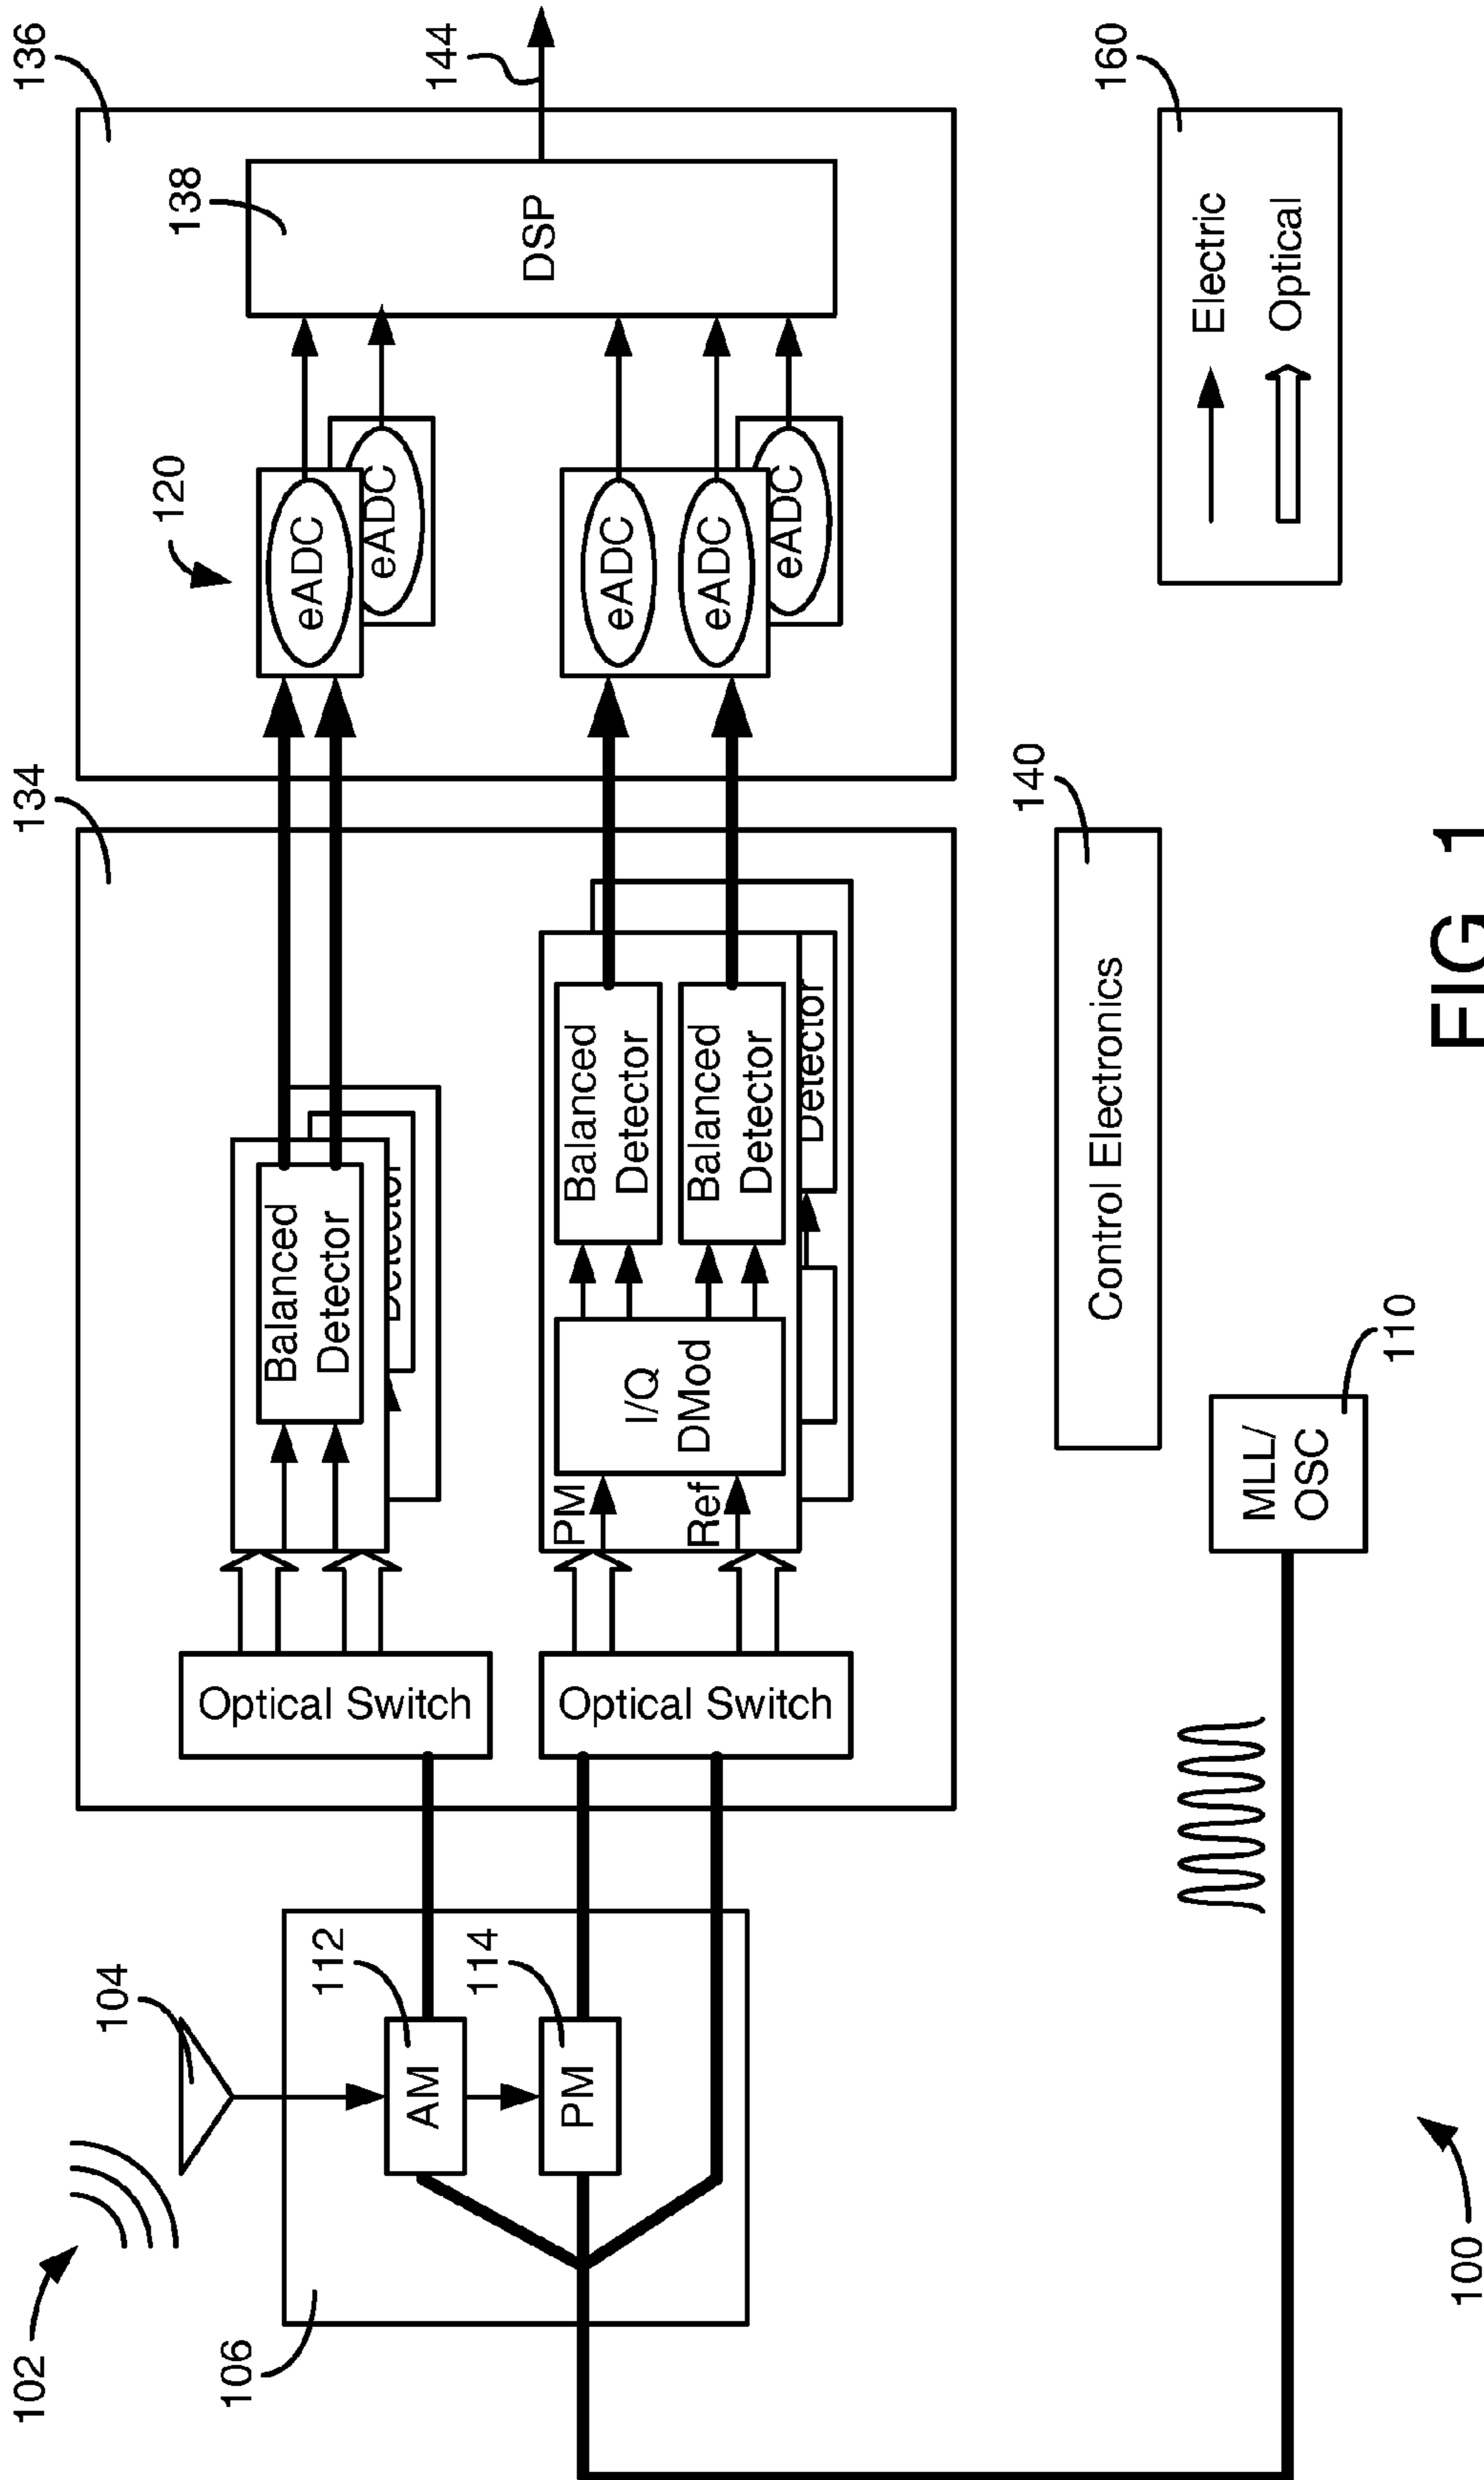 102
104
106
AM
112
PM
114
134
Optical Switch
Balanced
Detector
Detector
Optical Switch
PM
Ref
I/Q
DMod
Balanced
Detector
Balanced
Detector
Detector
136
120
eADC
eADC
eADC
eADC
eADC
138
DSP
144
140
Control Electronics
MLL/
OSC
110
160
Electric
Optical
100
FIG. 1